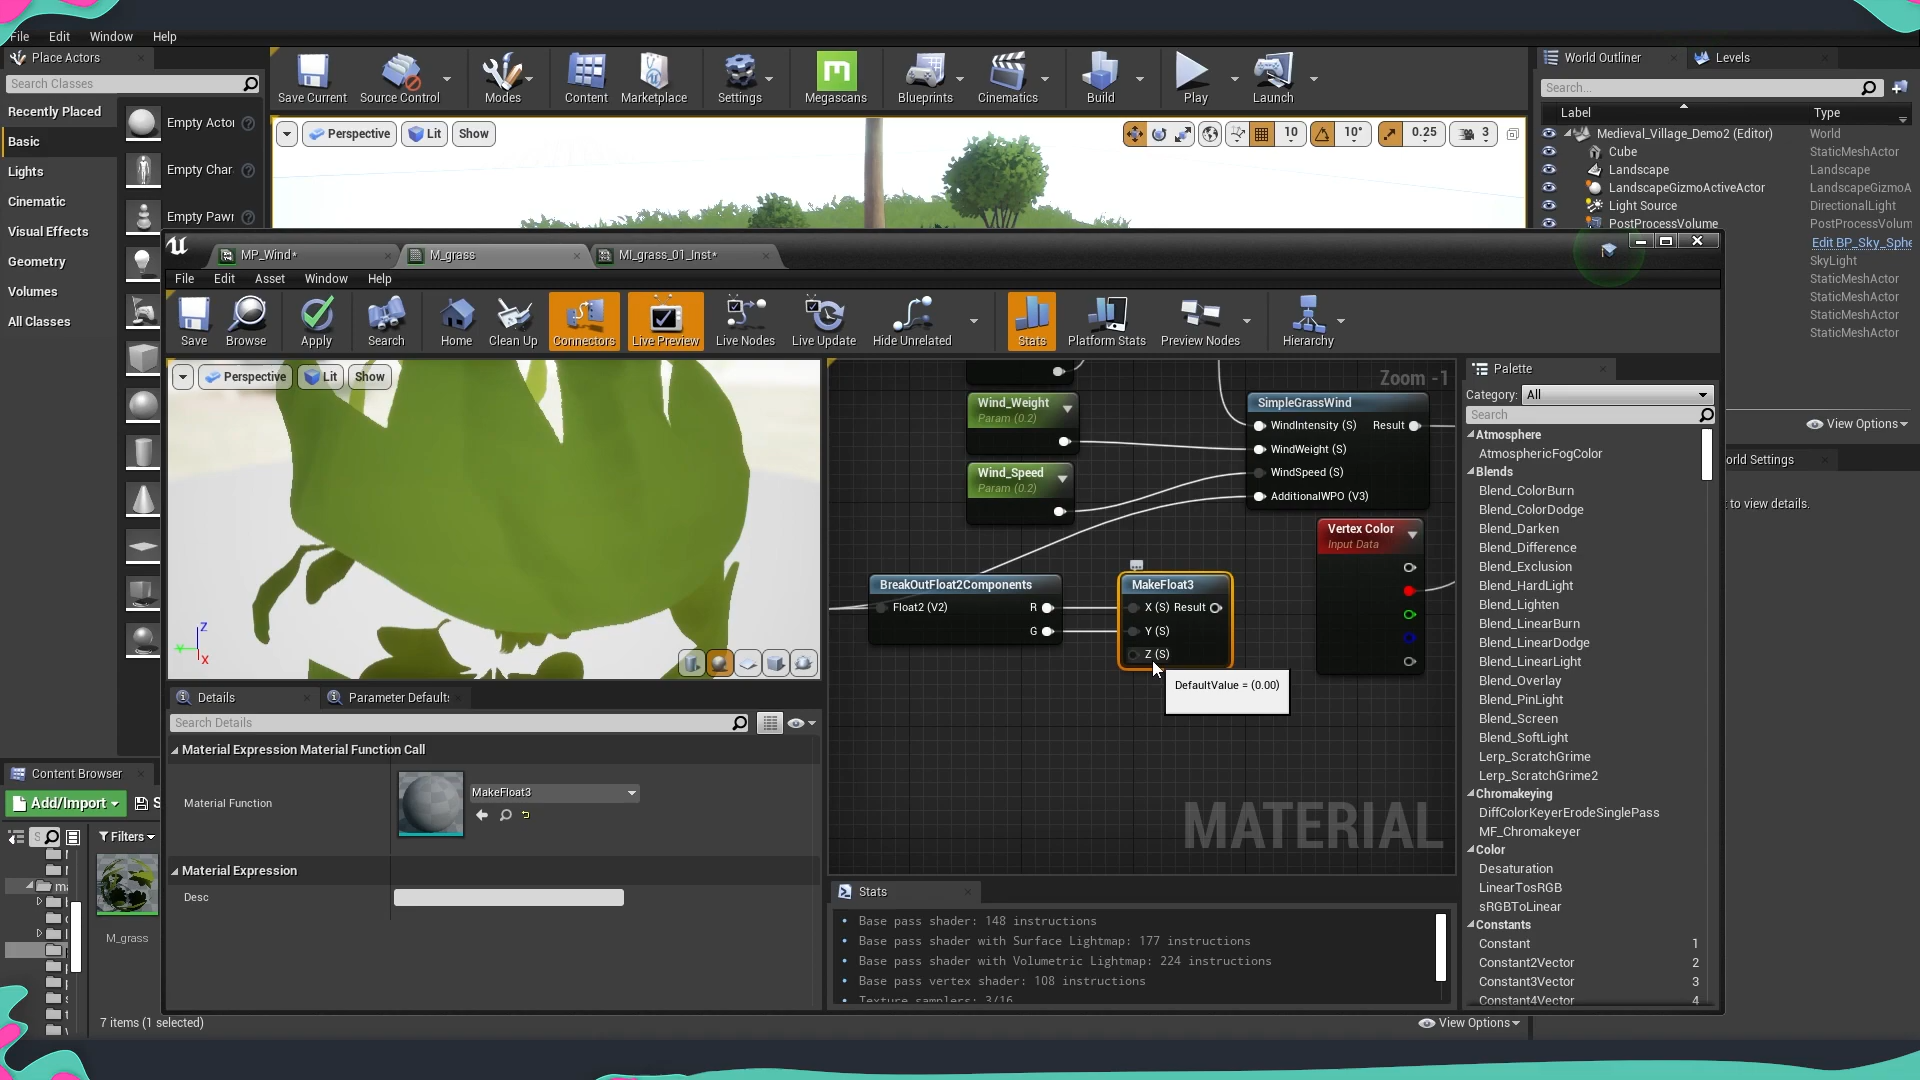 File Edit Window Help
Place Actors
Search Classes
Recently Placed
Basic
Lights
Cinematic
Visual Effects
Geometry
Volumes
All Classes
Empty Actor
Empty Char
Empty Pawn
Save Current
Source Control
Modes
Content
Marketplace
Settings
Megascans
Blueprints
Cinematics
Build
Play
Launch
Perspective Lit Show
10 10° 0.25 3
World Outliner Levels
Search...
Label Type
Medieval_Village_Demo2 (Editor) World
Cube StaticMeshActor
Landscape Landscape
LandscapeGizmoActiveActor LandscapeGizmoA
Light Source DirectionalLight
PostProcessVolume PostProcessVolum
Edit BP_Sky_Sphe
SkyLight
StaticMeshActor
StaticMeshActor
StaticMeshActor
StaticMeshActor
View Options
orld Settings
t to view details.
MP_Wind* M_grass MI_grass_01_Inst*
File Edit Asset Window Help
Save Browse Apply Search Home Clean Up Connectors Live Preview Live Nodes Live Update Hide Unrelated Stats Platform Stats Preview Nodes Hierarchy
Perspective Lit Show
Z
Y
X
Details Parameter Default
Search Details
Material Expression Material Function Call
Material Function
MakeFloat3
Material Expression
Desc
Zoom -1
Wind_Weight
Param (0.2)
Wind_Speed
Param (0.2)
SimpleGrassWind
WindIntensity (S) Result
WindWeight (S)
WindSpeed (S)
AdditionalWPO (V3)
Vertex Color
Input Data
BreakOutFloat2Components
Float2 (V2) R
G
MakeFloat3
X (S) Result
Y (S)
Z (S)
DefaultValue = (0.00)
MATERIAL
Stats
Base pass shader: 148 instructions
Base pass shader with Surface Lightmap: 177 instructions
Base pass shader with Volumetric Lightmap: 224 instructions
Base pass vertex shader: 108 instructions
Texture samplers: 3/16
Palette
Category: All
Search
Atmosphere
AtmosphericFogColor
Blends
Blend_ColorBurn
Blend_ColorDodge
Blend_Darken
Blend_Difference
Blend_Exclusion
Blend_HardLight
Blend_Lighten
Blend_LinearBurn
Blend_LinearDodge
Blend_LinearLight
Blend_Overlay
Blend_PinLight
Blend_Screen
Blend_SoftLight
Lerp_ScratchGrime
Lerp_ScratchGrime2
Chromakeying
DiffColorKeyerErodeSinglePass
MF_Chromakeyer
Color
Desaturation
LinearTosRGB
sRGBToLinear
Constants
Constant 1
Constant2Vector 2
Constant3Vector 3
Constant4Vector 4
Content Browser
Add/Import S
S
Filters
ma
M_grass
7 items (1 selected)
View Options